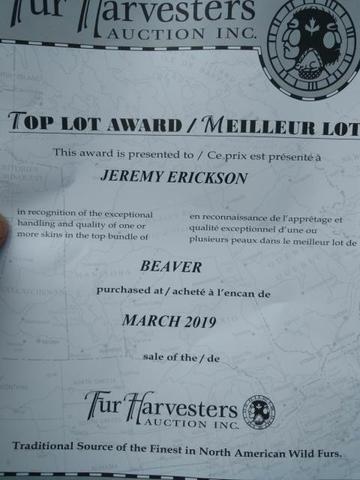 Fur Harvesters
AUCTION INC.
TOP LOT AWARD / MEILLEUR LOT
This award is presented to / Ce prix est présenté à
JEREMY ERICKSON
in recognition of the exceptional
handling and quality of one or
more skins in the top bundle of
en reconnaissance de l'apprêtage et
qualité exceptionnel d'une ou
plusieurs peaux dans le meilleur lot de
BEAVER
purchased at / acheté à l'encan de
MARCH 2019
sale of the / de
Fur Harvesters
AUCTION INC.
Traditional Source of the Finest in North American Wild Furs.